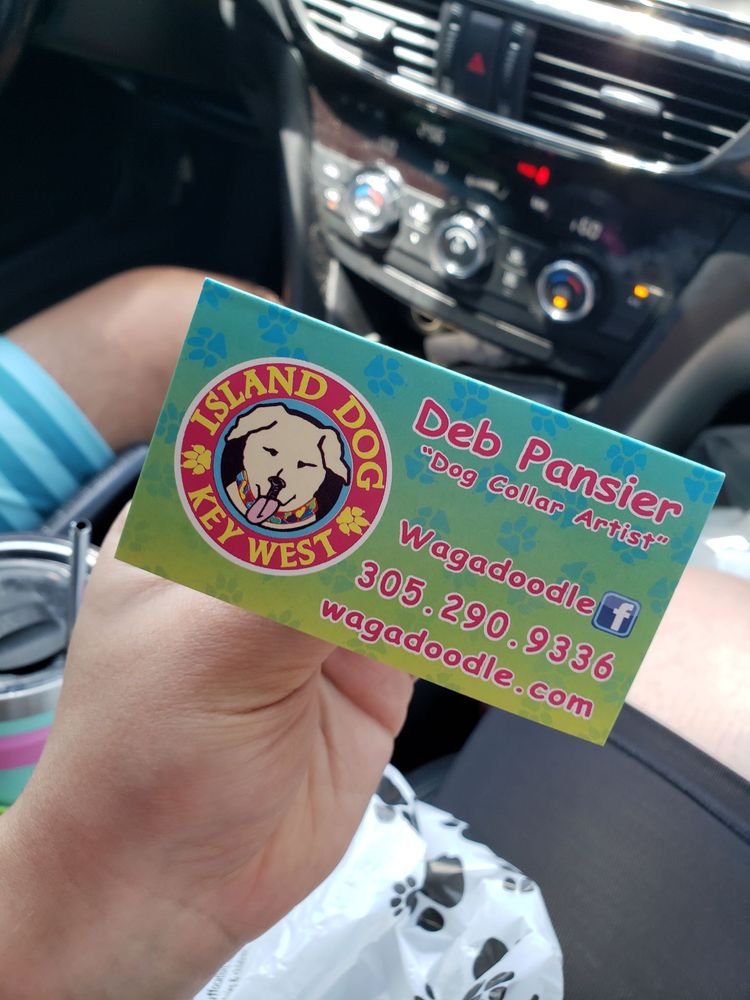 ISLAND DOG
KEY WEST
Deb Pansier
"Dog Collar Artist"
Wagadoodle f
305.290.9336
wagadoodle.com